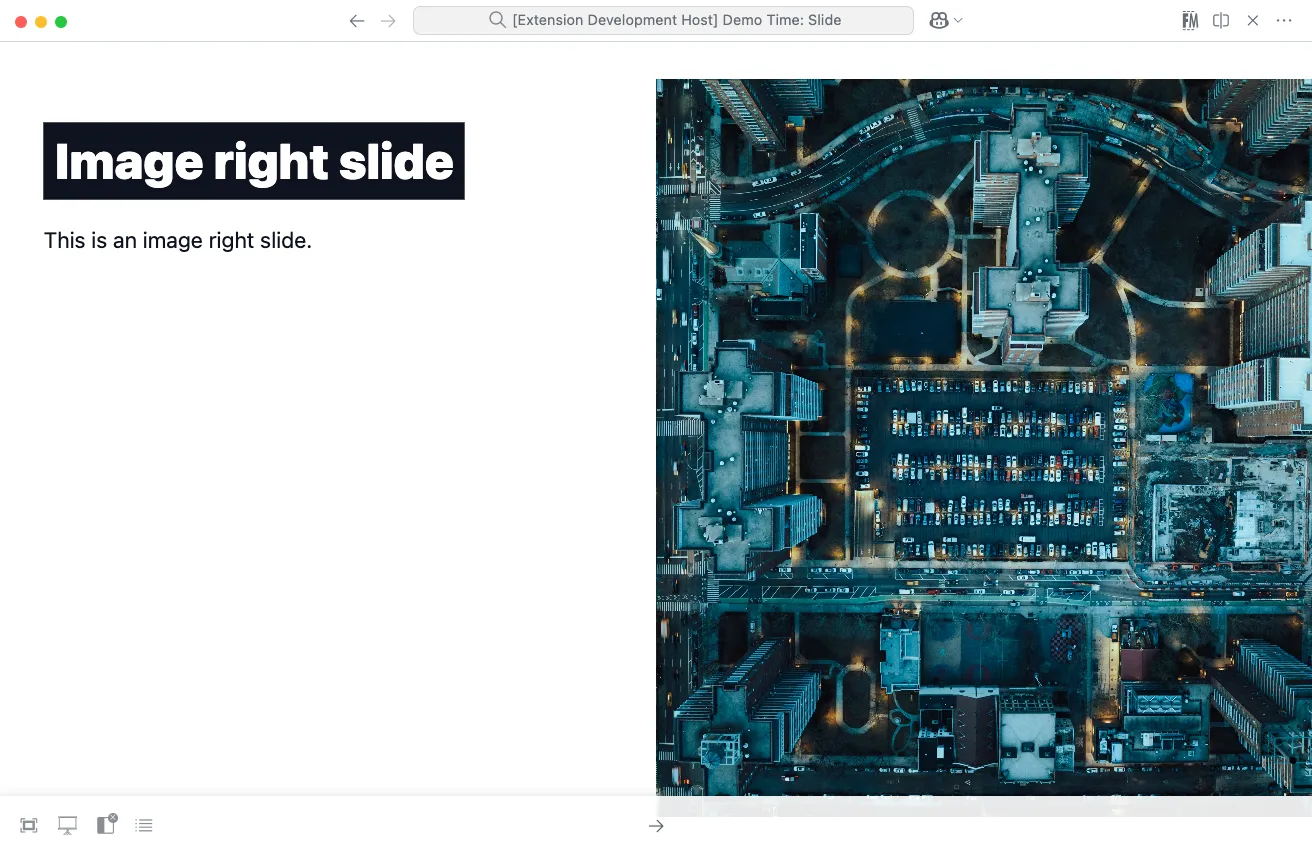 [Extension Development Host] Demo Time: Slide
FM
Image right slide
This is an image right slide.